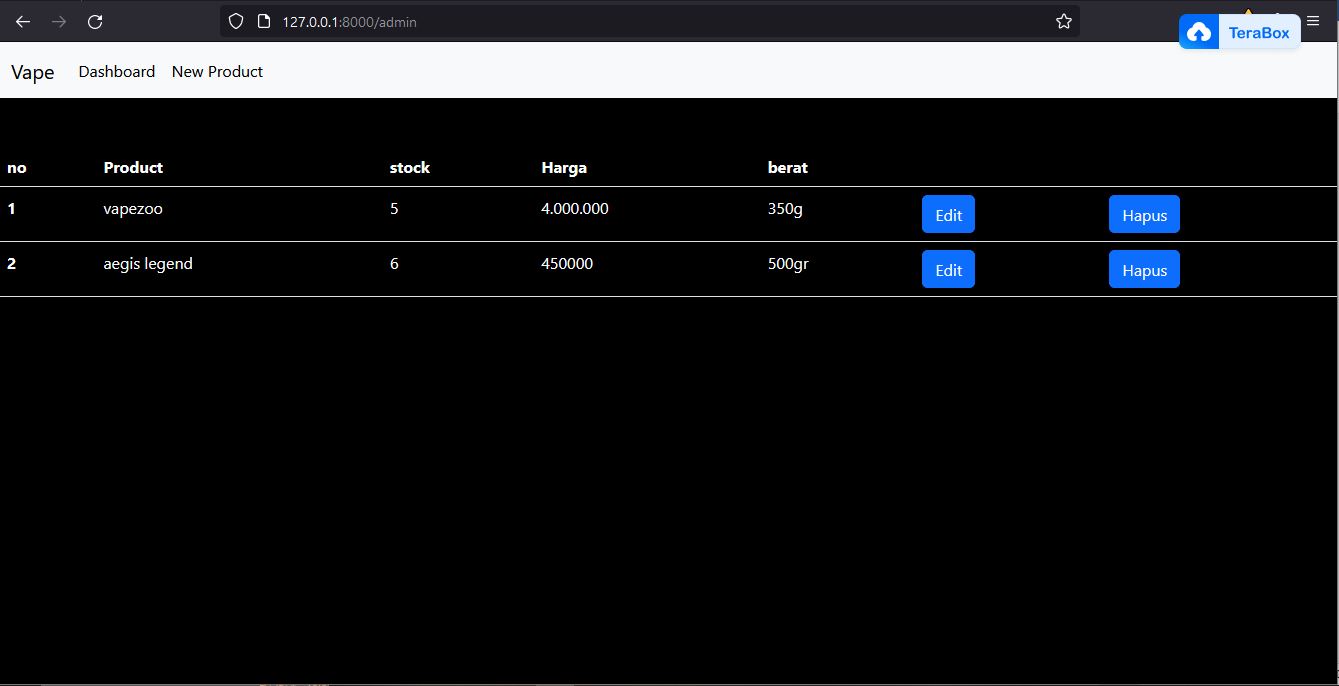 127.0.0.1:8000/admin
TeraBox
Vape Dashboard New Product
no Product stock Harga berat
1 vapezoo 5 4.000.000 350g Edit Hapus
2 aegis legend 6 450000 500gr Edit Hapus